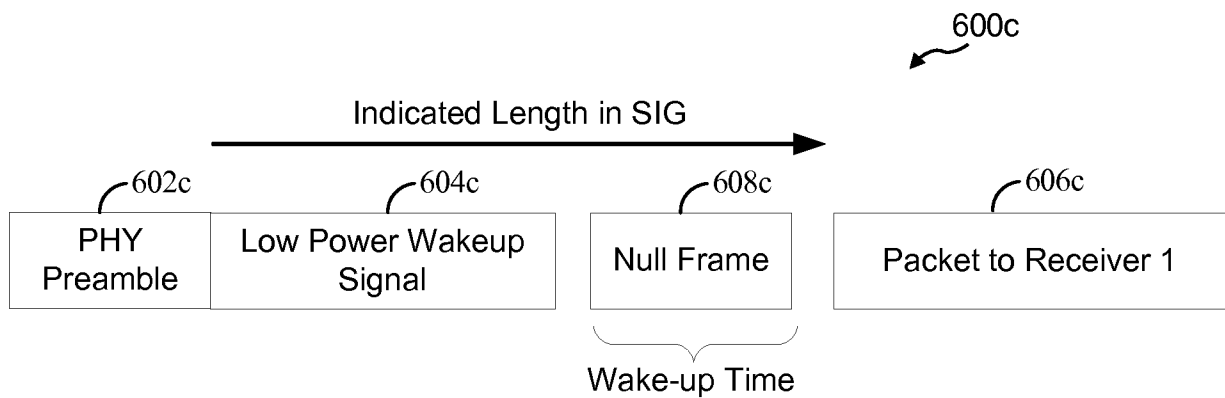 600c
Indicated Length in SIG
602c
604c
608c
606c
PHY
Preamble
Low Power Wakeup
Signal
Null Frame
Packet to Receiver 1
Wake-up Time